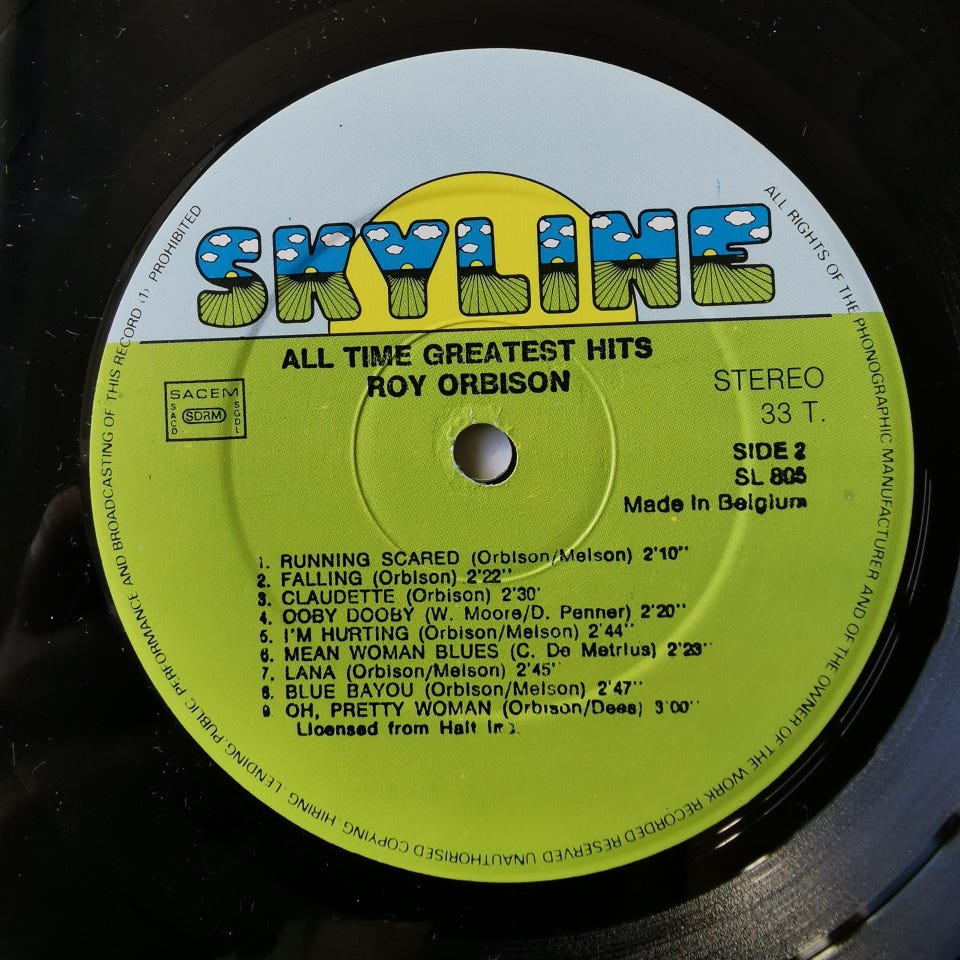 SKYLINE
ALL TIME GREATEST HITS
ROY ORBISON
SACEM
SACD
SDRM
SGDL
STEREO
33 T.
SIDE 2
SL 805
Made in Belgium
1. RUNNING SCARED (Orbison/Melson) 2'10''
2. FALLING (Orbison) 2'22''
3. CLAUDETTE (Orbison) 2'30'
4. OOBY DOOBY (W. Moore/D. Penner) 2'20''
5. I'M HURTING (Orbison/Melson) 2'44''
6. MEAN WOMAN BLUES (C. De Metrius) 2'23''
7. LANA (Orbison/Melson) 2'45'
8. BLUE BAYOU (Orbison/Melson) 2'47''
9. OH, PRETTY WOMAN (Orbison/Dees) 3'00''
Licensed from Halt
ALL RIGHTS OF THE PHONOGRAPHIC MANUFACTURER AND OF THE OWNER OF THE WORK RECORDED RESERVED UNAUTHORISED COPYING. HIRING. LENDING. PUBLIC PERFORMANCE AND BROADCASTING OF THIS RECORD (1) PROHIBITED